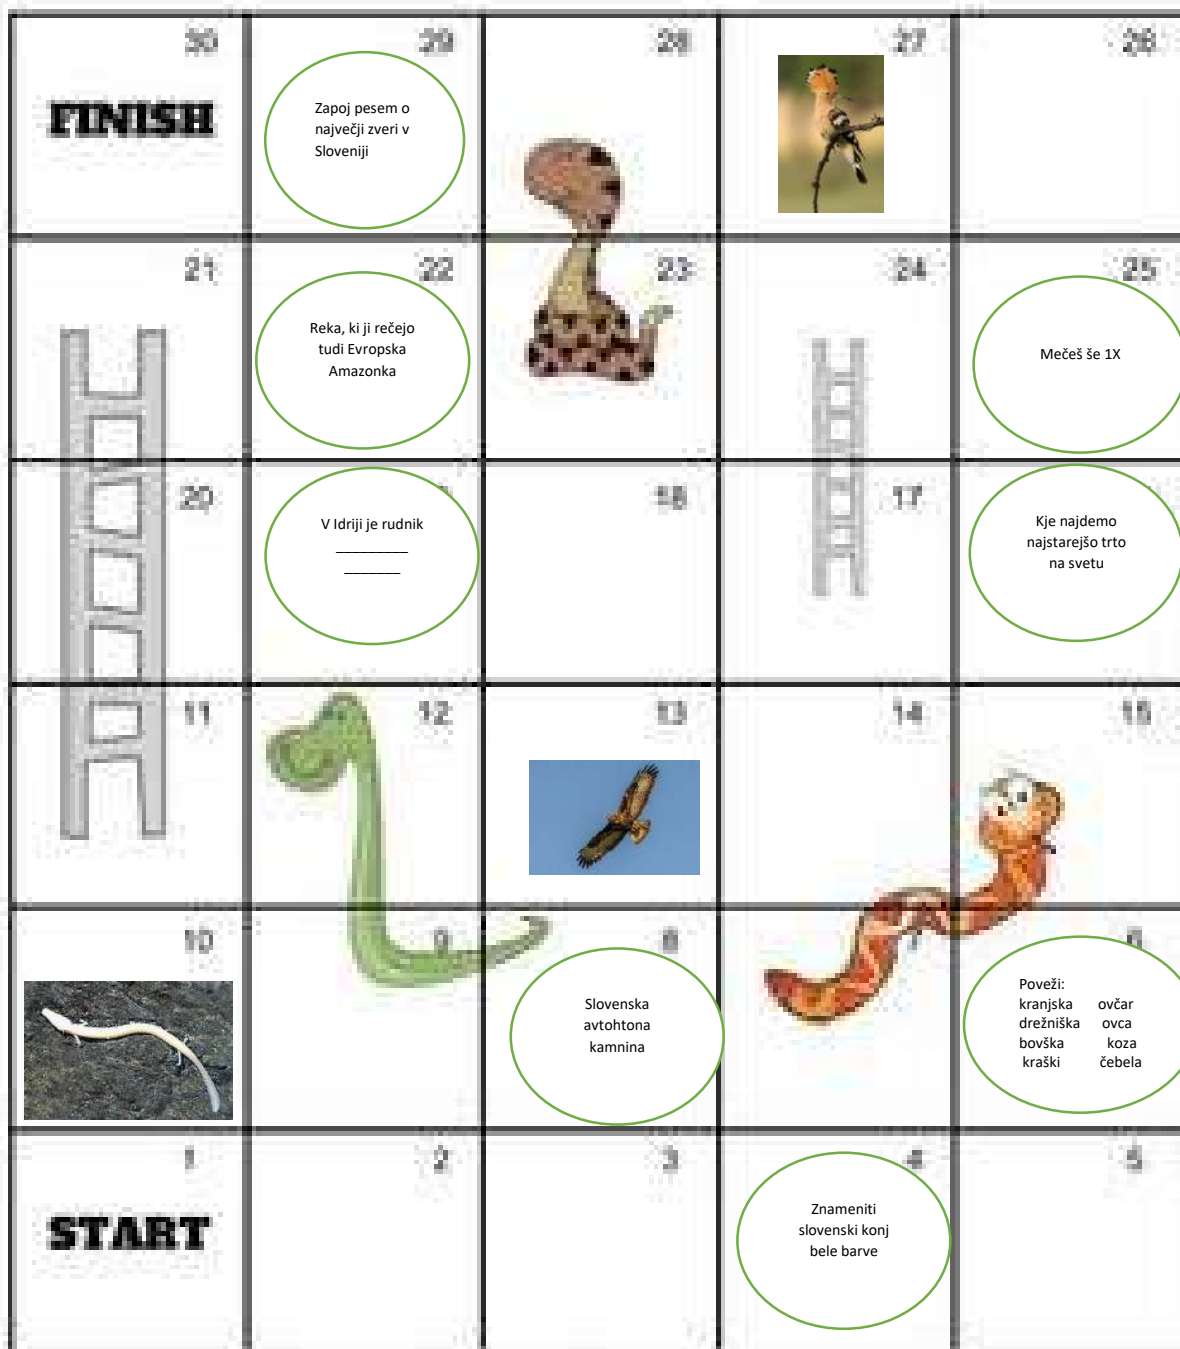 30
29
28
27
26
FINISH
Zapoj pesem o
največji zveri v
Sloveniji
21
22
23
24
25
Reka, ki ji rečejo
tudi Evropska
Amazonka
Mečeš še 1X
20
18
17
V Idriji je rudnik
_________
_______
Kje najdemo
najstarejšo trto
na svetu
11
12
13
14
15
10
9
8
6
Slovenska
avtohtona
kamnina
Poveži:
kranjska ovčar
drežniška ovca
bovška koza
kraški čebela
1
2
3
4
5
START
Znameniti
slovenski konj
bele barve